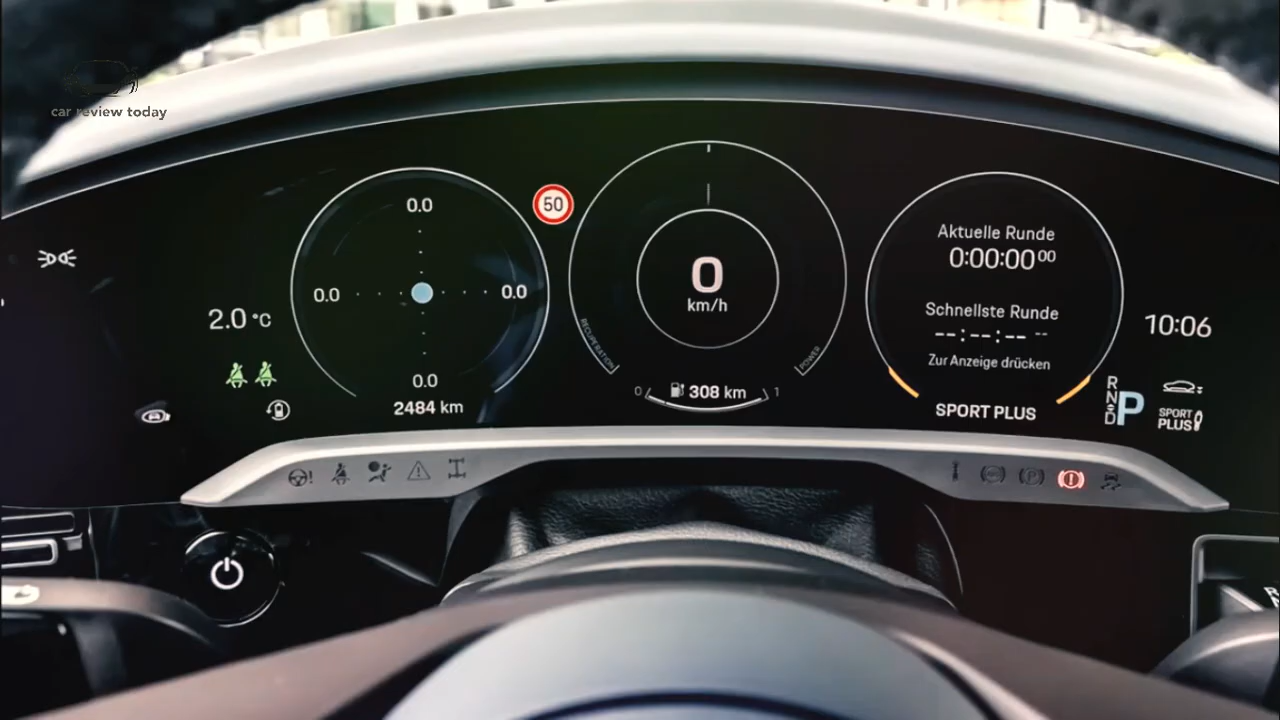 car review today
50
0.0
0.0
0.0
0.0
2484 km
2.0 °C
RECUPERATION
POWER
0
km/h
0
308 km
1
Aktuelle Runde
0:00:00⁰⁰
Schnellste Runde
--:--:-- --
Zur Anzeige drücken
SPORT PLUS
10:06
R
N
D
P
SPORT
PLUS
P